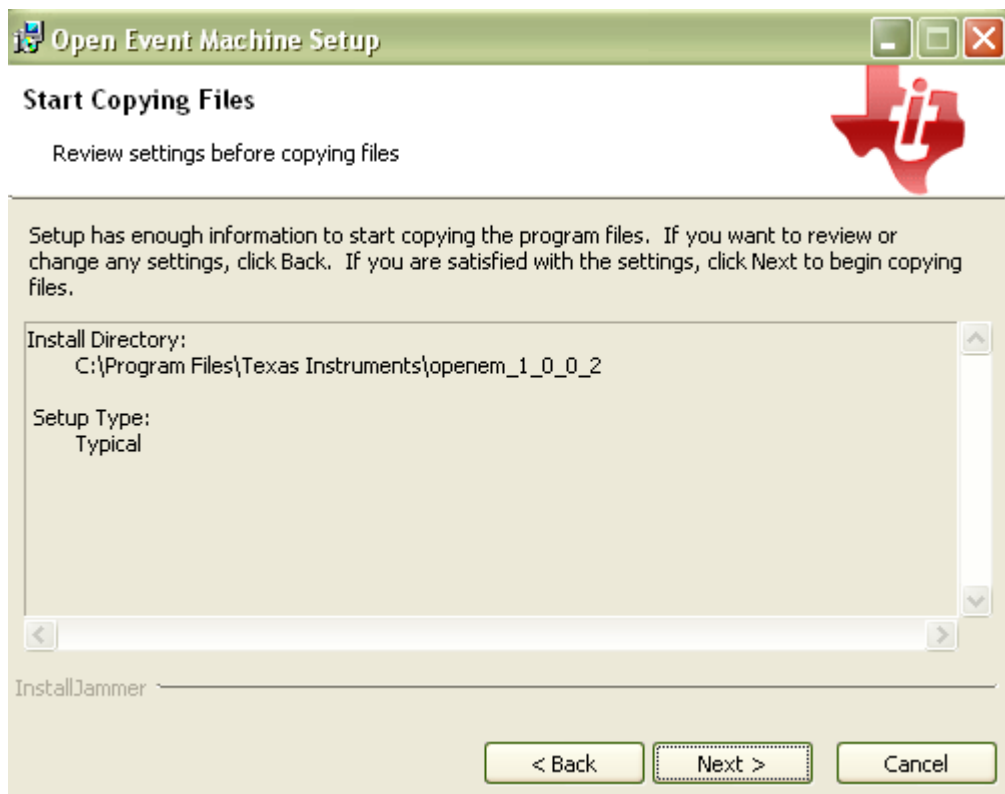 Open Event Machine Setup
Start Copying Files
Review settings before copying files
Setup has enough information to start copying the program files.  If you want to review or
change any settings, click Back.  If you are satisfied with the settings, click Next to begin copying
files.
Install Directory:
C:\Program Files\Texas Instruments\openem_1_0_0_2
Setup Type:
Typical
InstallJammer
< Back
Next >
Cancel